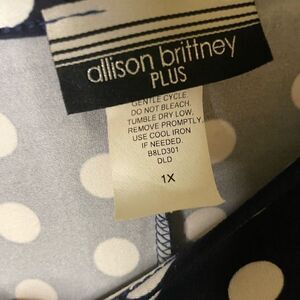 allison brittney
PLUS
GENTLE CYCLE.
DO NOT BLEACH.
TUMBLE DRY LOW.
REMOVE PROMPTLY.
USE COOL IRON
IF NEEDED.
B8LD301
DLD
1X